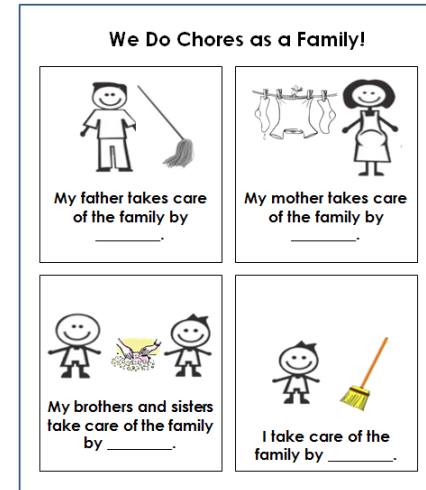 We Do Chores as a Family!
My father takes care
of the family by
________.
My mother takes care
of the family by
________.
My brothers and sisters
take care of the family
by ________.
I take care of the
family by ________.